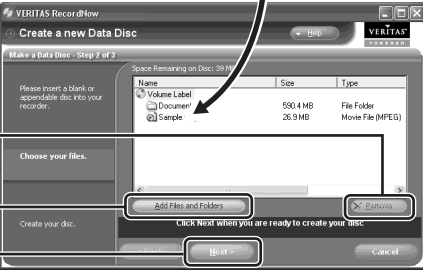 VERITAS RecordNow
Create a new Data Disc
Help
VERITAS
POWERED
Make a Data Disc - Step 2 of 3
Space Remaining on Disc: 39 M
Please insert a blank or
appendable disc into your
recorder.
Name Size Type
Volume Label
Document 590.4 MB File Folder
Sample 26.9 MB Movie File (MPEG)
Choose your files.
Add Files and Folders
Remove
Create your disc.
Click Next when you are ready to create your disc
Next >
Cancel